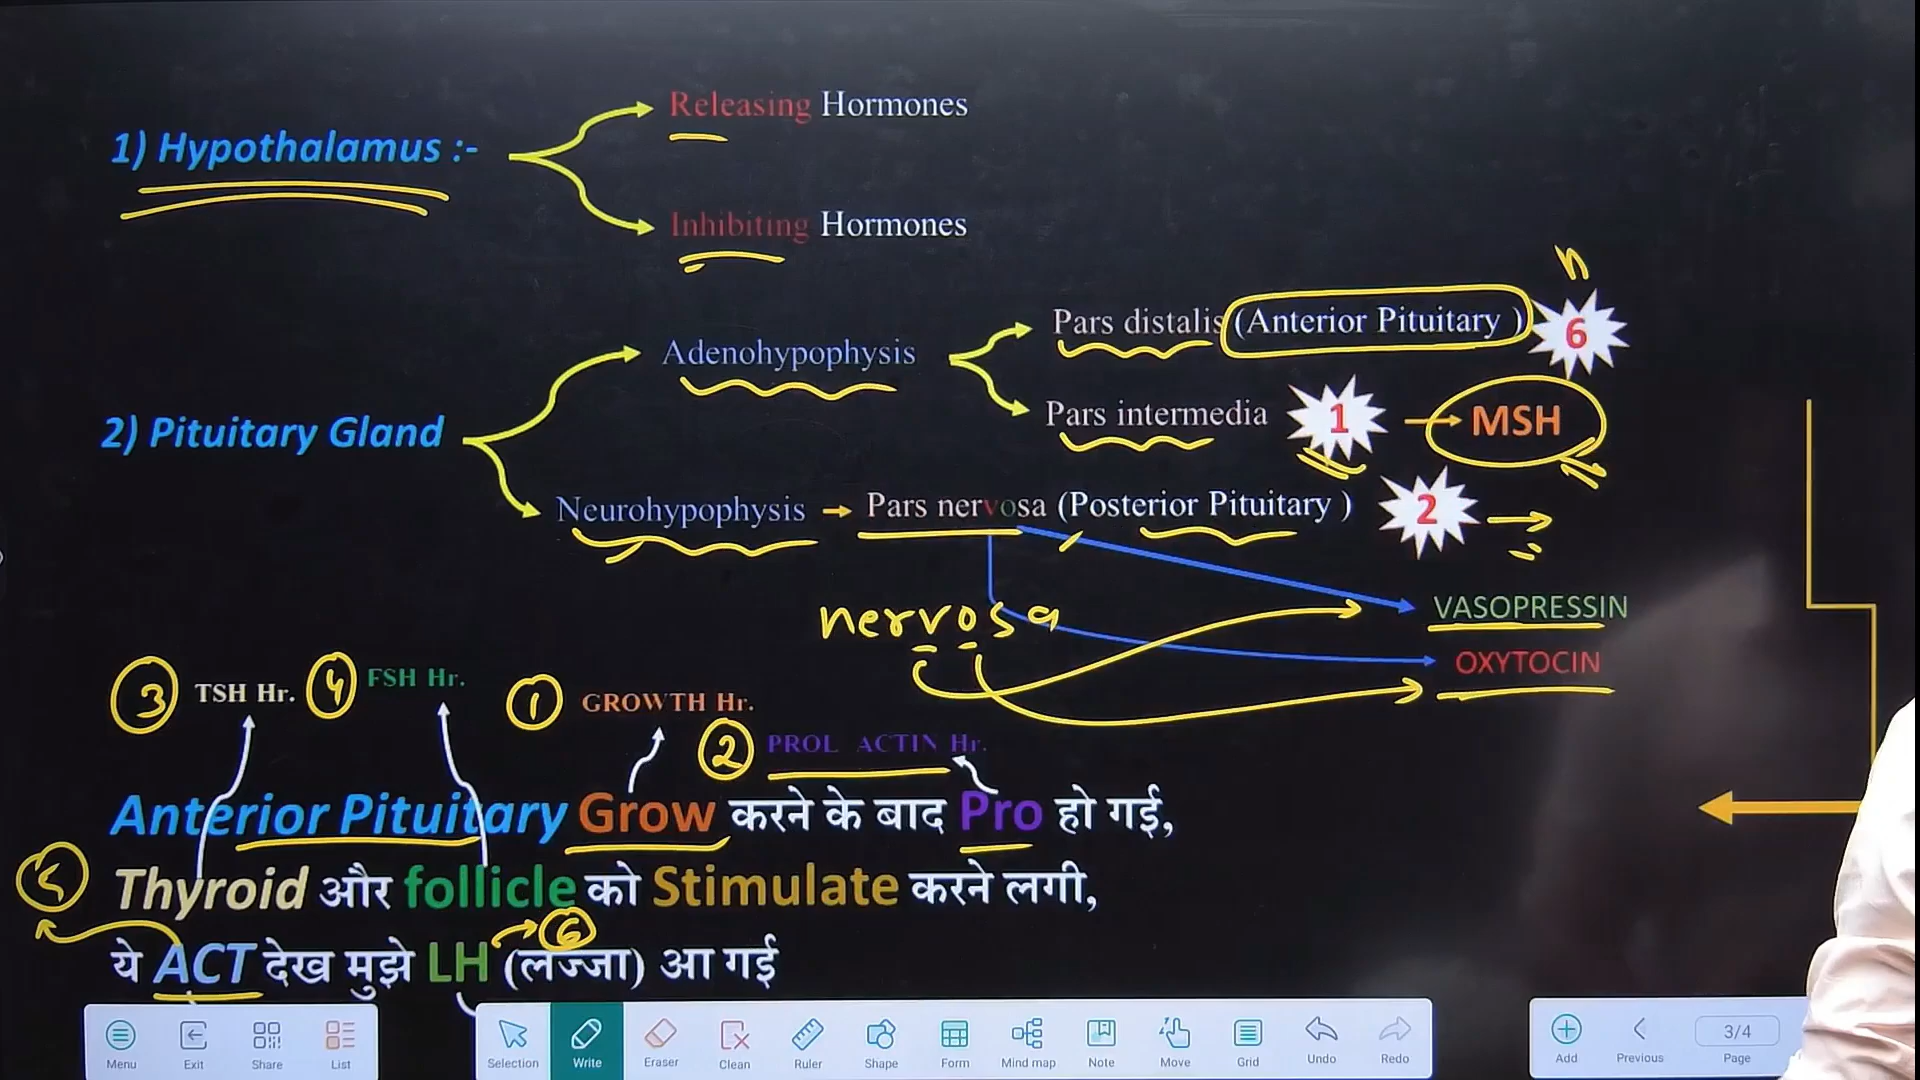 Releasing Hormones
1) Hypothalamus :-
Inhibiting Hormones
n
Pars distalis (Anterior Pituitary )
6
Adenohypophysis
Pars intermedia
1
MSH
2) Pituitary Gland
Neurohypophysis
Pars nervosa (Posterior Pituitary )
2
VASOPRESSIN
nervosa
OXYTOCIN
3 TSH Hr.
4 FSH Hr.
1 GROWTH Hr.
2 PROL ACTIN Hr.
Anterior Pituitary Grow करने के बाद Pro हो गई,
5
Thyroid और follicle को Stimulate करने लगी,
6
ये ACT देख मुझे LH (लज्जा) आ गई
Menu Exit Share List Selection Write Eraser Clean Ruler Shape Form Mind map Note Move Grid Undo Redo Add Previous 3/4 Page